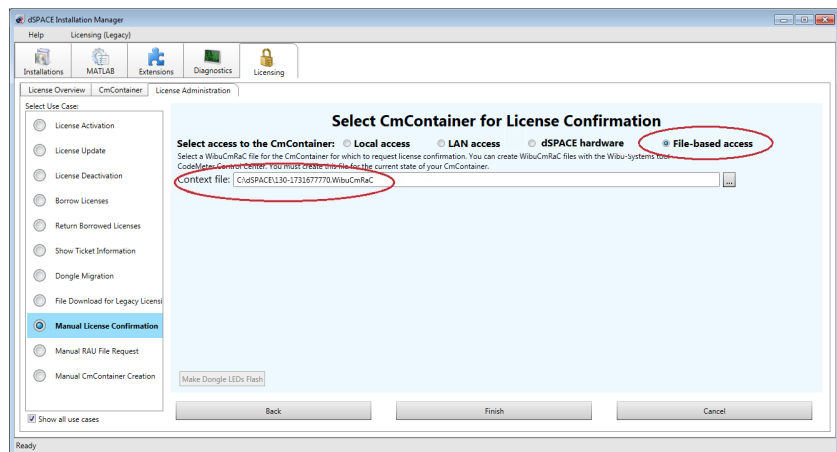 dSPACE Installation Manager
Help Licensing (Legacy)
Installations MATLAB Extensions Diagnostics Licensing
License Overview CmContainer License Administration
Select Use Case:
License Activation
License Update
License Deactivation
Borrow Licenses
Return Borrowed Licenses
Show Ticket Information
Dongle Migration
File Download for Legacy Licensi
Manual License Confirmation
Manual RAU File Request
Manual CmContainer Creation
Show all use cases
Select CmContainer for License Confirmation
Select access to the CmContainer: Local access LAN access dSPACE hardware File-based access
Select a WibuCmRaC file for the CmContainer for which to request license confirmation. You can create WibuCmRaC files with the Wibu-Systems tool
CodeMeter Control Center. You must create this file for the current state of your CmContainer.
Context file: C:\dSPACE\130-1731677770.WibuCmRaC ...
Make Dongle LEDs Flash
Back Finish Cancel
Ready